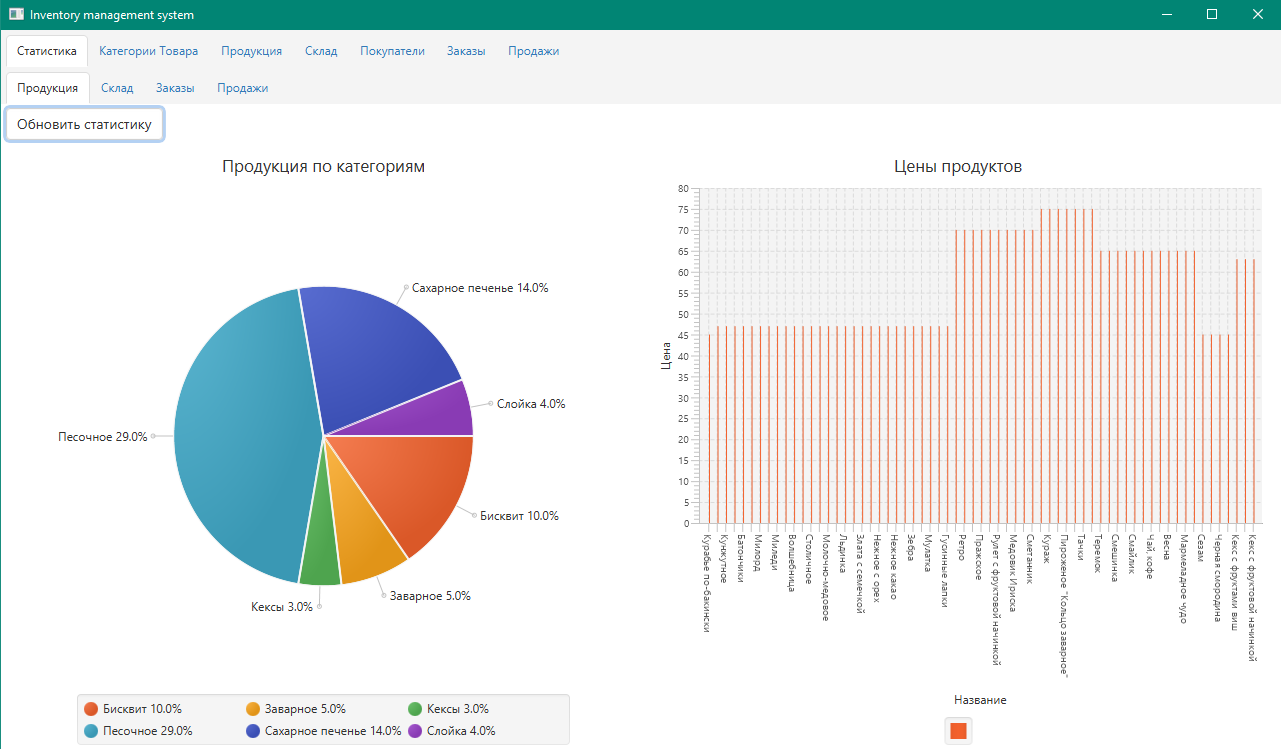 Inventory management system
Статистика Категории Товара Продукция Склад Покупатели Заказы Продажи
Продукция Склад Заказы Продажи
Обновить статистику
Продукция по категориям
Сахарное печенье 14.0%
Слойка 4.0%
Песочное 29.0%
Бисквит 10.0%
Заварное 5.0%
Кексы 3.0%
Бисквит 10.0% Заварное 5.0% Кексы 3.0%
Песочное 29.0% Сахарное печенье 14.0% Слойка 4.0%
Цены продуктов
80
75
70
65
60
55
50
45
40
35
30
25
20
15
10
5
0
Цена
Курабье по-бакински
Кунжутное
Батончики
Милорд
Миледи
Волшебница
Столичное
Молочно-медовое
Льдинка
Злата с семечкой
Нежное с орех
Нежное какао
Зебра
Мулатка
Гусиные лапки
Ретро
Пражское
Рулет с фруктовой начинкой
Медовик Ириска
Сметанник
Кураж
Пироженое "Кольцо заварное"
Тачки
Теремок
Смешинка
Смайлик
Чай, кофе
Весна
Мармеладное чудо
Сезам
Черная смородина
Кекс с фруктами виш
Кекс с фруктовой начинкой
Название